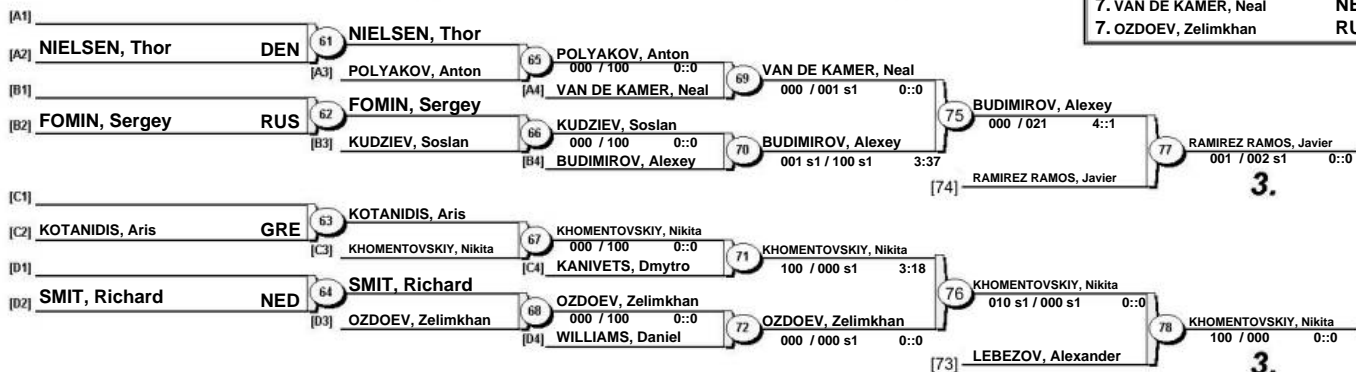 7. VAN DE KAMER, Neal NE
7. OZDOEV, Zelimkhan RU
[A1]
[A2] NIELSEN, Thor DEN
61
NIELSEN, Thor
[A3] POLYAKOV, Anton
65
POLYAKOV, Anton
000 / 100 0::0
[A4] VAN DE KAMER, Neal
69
VAN DE KAMER, Neal
000 / 001 s1 0::0
[B1]
[B2] FOMIN, Sergey RUS
62
FOMIN, Sergey
[B3] KUDZIEV, Soslan
66
KUDZIEV, Soslan
000 / 100 0::0
[B4] BUDIMIROV, Alexey
70
BUDIMIROV, Alexey
001 s1 / 100 s1 3:37
75
BUDIMIROV, Alexey
000 / 021 4::1
[74] RAMIREZ RAMOS, Javier
77
RAMIREZ RAMOS, Javier
001 / 002 s1 0::0
3.
[C1]
[C2] KOTANIDIS, Aris GRE
63
KOTANIDIS, Aris
[C3] KHOMENTOVSKIY, Nikita
67
KHOMENTOVSKIY, Nikita
000 / 100 0::0
[C4] KANIVETS, Dmytro
71
KHOMENTOVSKIY, Nikita
100 / 000 s1 3:18
[D1]
[D2] SMIT, Richard NED
64
SMIT, Richard
[D3] OZDOEV, Zelimkhan
68
OZDOEV, Zelimkhan
000 / 100 0::0
[D4] WILLIAMS, Daniel
72
OZDOEV, Zelimkhan
000 / 000 s1 0::0
76
KHOMENTOVSKIY, Nikita
010 s1 / 000 s1 0::0
[73] LEBEZOV, Alexander
78
KHOMENTOVSKIY, Nikita
100 / 000 0::0
3.